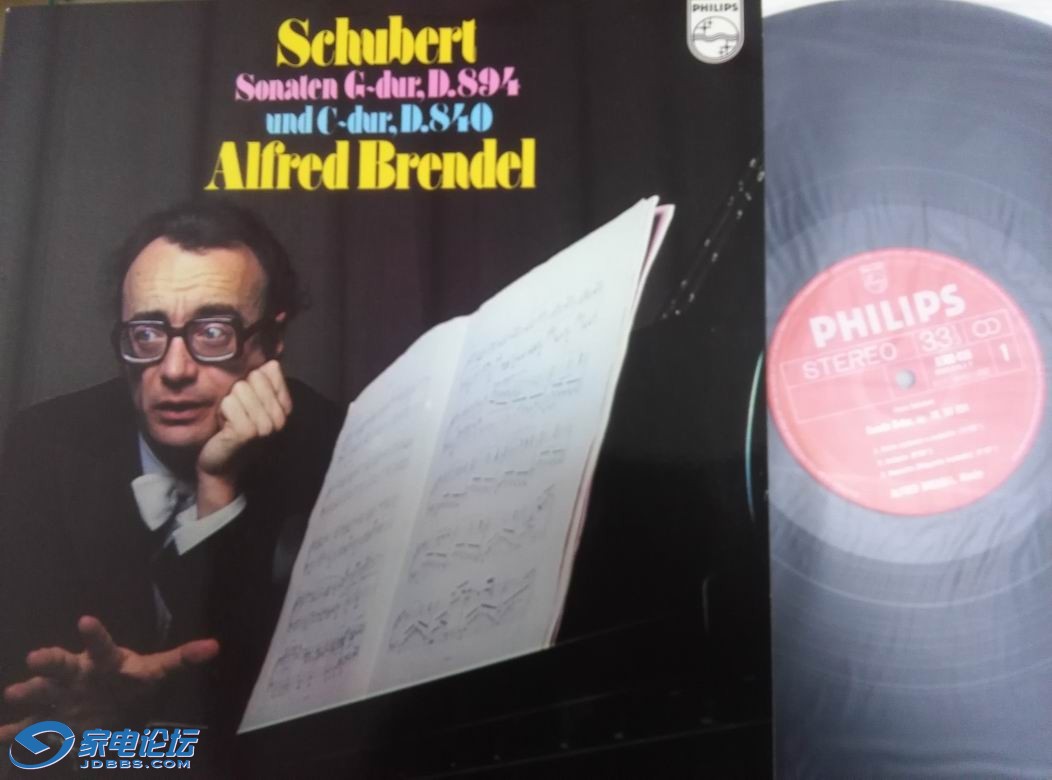 Schubert
Sonaten G-dur, D.894
und C-dur, D.840
Alfred Brendel
PHILIPS
PHILIPS
STEREO 33
1
家电论坛
JDBBS.COM